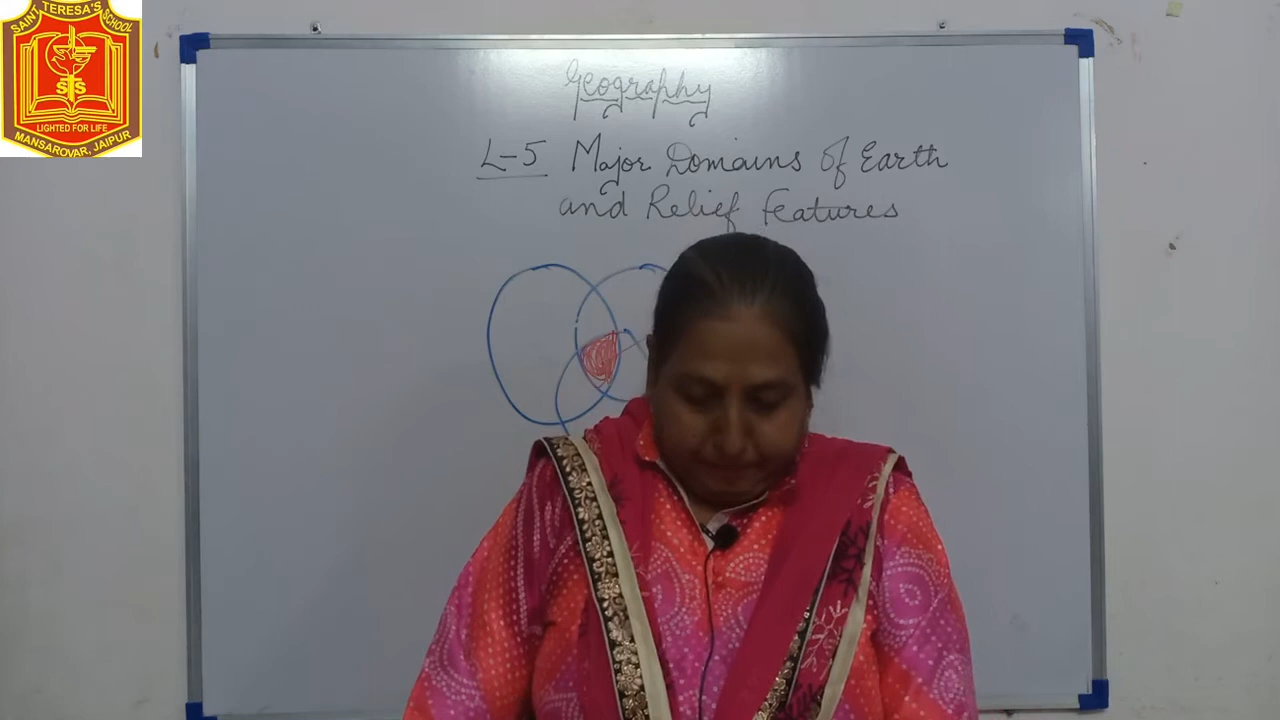 SAINT TERESA'S SCHOOL
STS
LIGHTED FOR LIFE
MANSAROVAR, JAIPUR
Geography
L-5 Major Domains Of Earth
and Relief Features